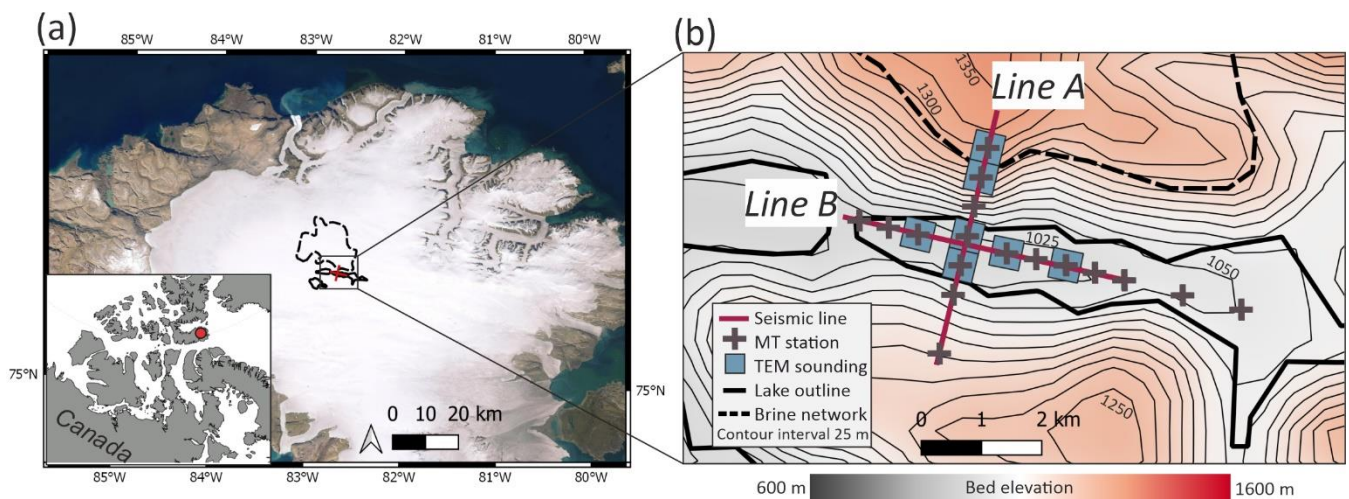 (a)
85°W 84°W 83°W 82°W 81°W 80°W
75°N
75°N
Canada
0 10 20 km
85°W 84°W 83°W 82°W 81°W 80°W
(b)
Line A
Line B
1350
1300
1025
1050
1250
Seismic line
MT station
TEM sounding
Lake outline
Brine network
Contour interval 25 m
0 1 2 km
600 m Bed elevation 1600 m